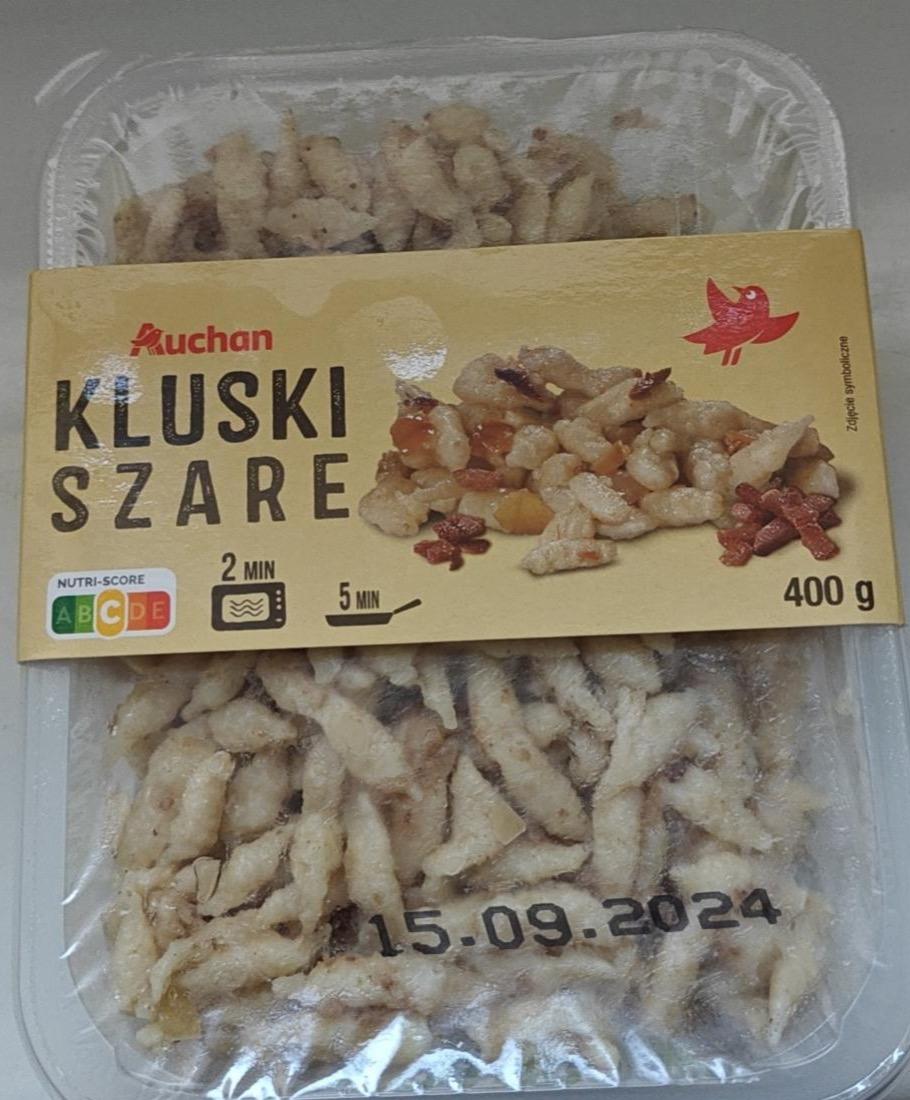 Auchan
KLUSKI
SZARE
Zdjęcie symboliczne
NUTRI-SCORE
A B C D E
2 MIN
5 MIN
400 g
15.09.2024